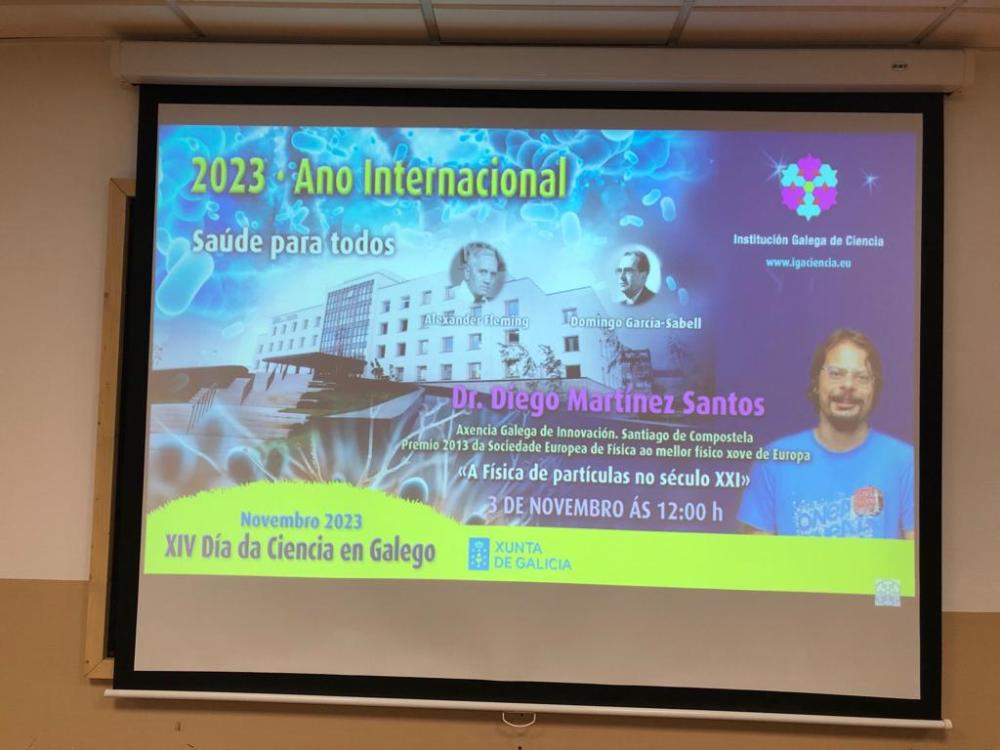 2023 · Ano Internacional
Saúde para todos
Institución Galega de Ciencia
www.igaciencia.eu
Alexander Fleming
Domingo García-Sabell
Dr. Diego Martínez Santos
Axencia Galega de Innovación. Santiago de Compostela
Premio 2013 da Sociedade Europea de Física ao mellor físico xove de Europa
«A Física de partículas no século XXI»
3 DE NOVEMBRO ÁS 12:00 h
Novembro 2023
XIV Día da Ciencia en Galego
XUNTA
DE GALICIA